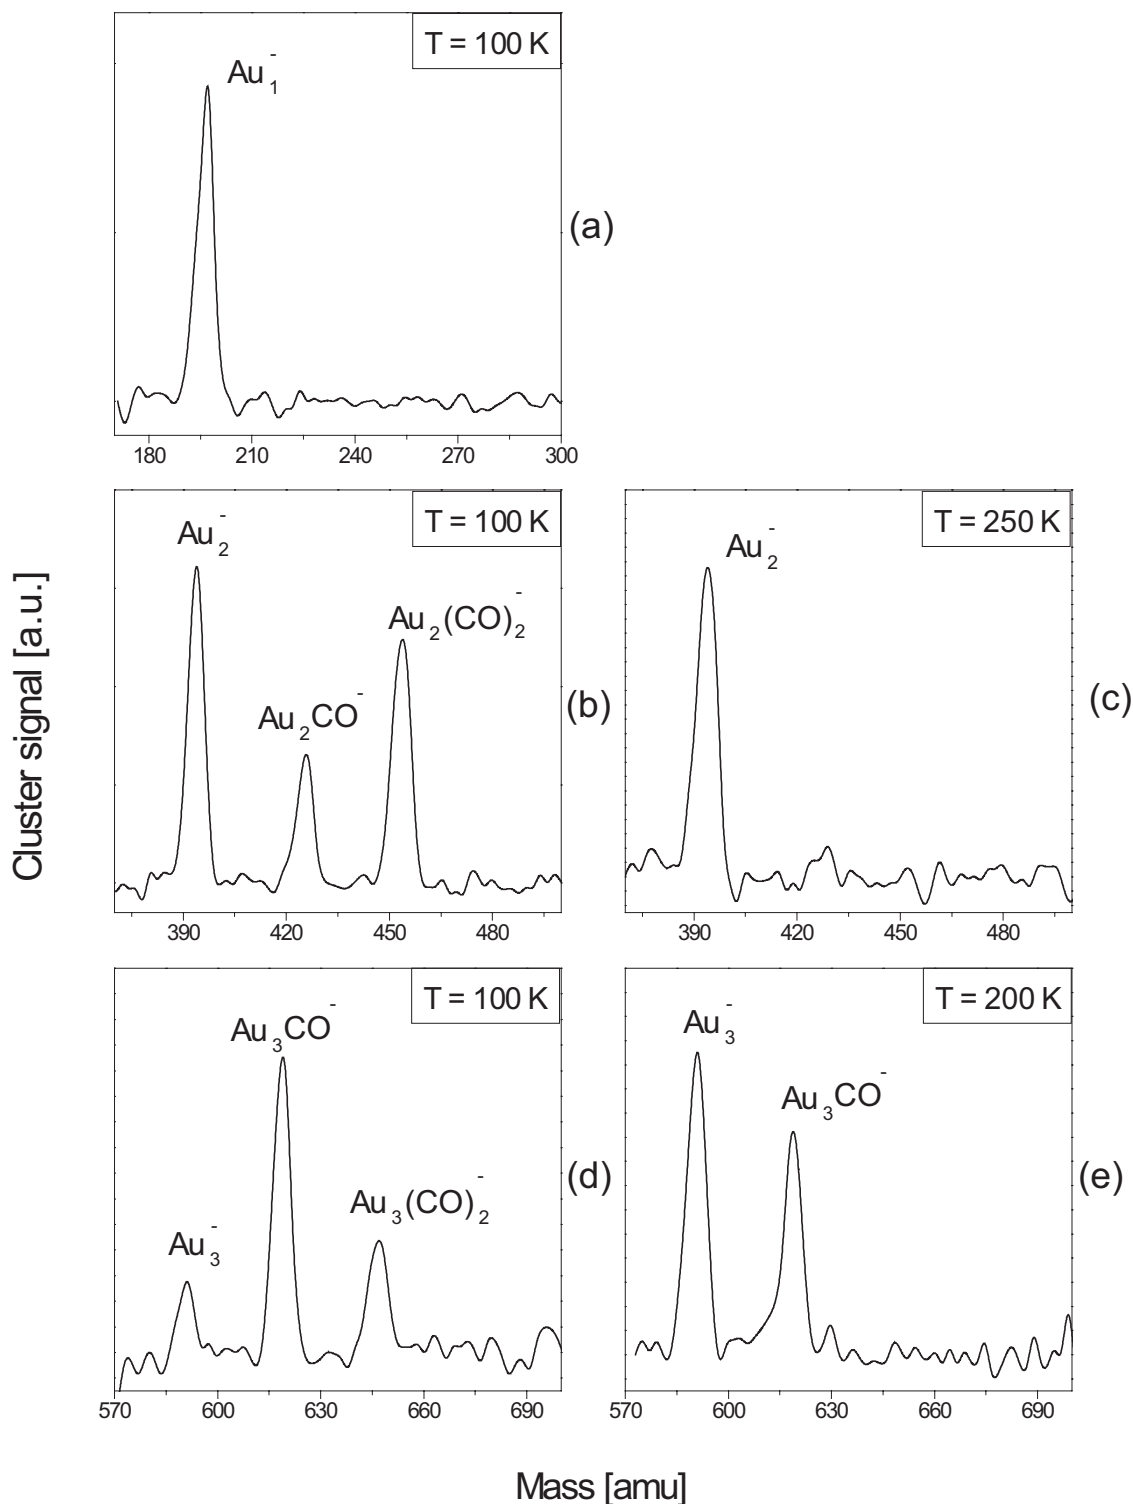 T = 100 K
Au₁⁻
(a)
180 210 240 270 300
T = 100 K
Au₂⁻
Au₂(CO)₂⁻
Au₂CO⁻
(b)
390 420 450 480
T = 250 K
Au₂⁻
(c)
390 420 450 480
T = 100 K
Au₃CO⁻
Au₃(CO)₂⁻
Au₃⁻
(d)
570 600 630 660 690
T = 200 K
Au₃⁻
Au₃CO⁻
(e)
570 600 630 660 690
Cluster signal [a.u.]
Mass [amu]